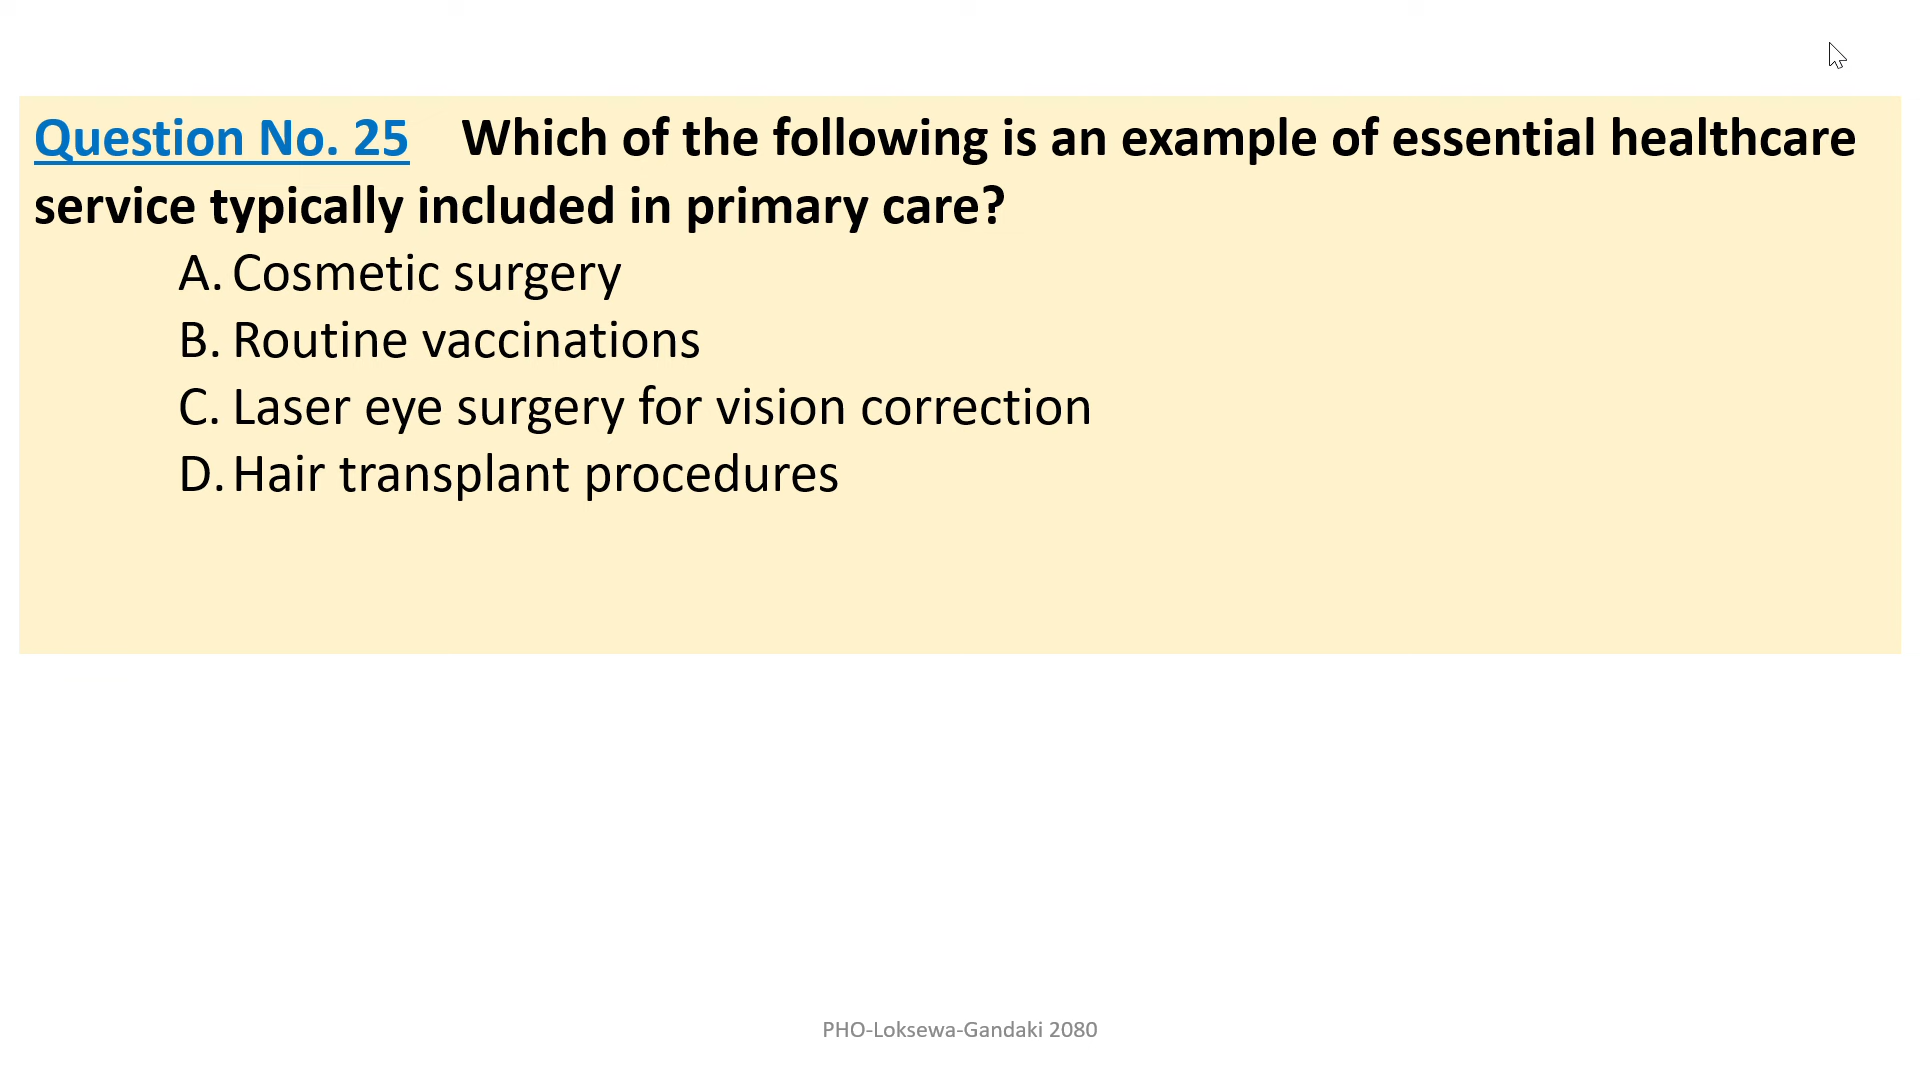 Question No. 25 Which of the following is an example of essential healthcare
service typically included in primary care?
A. Cosmetic surgery
B. Routine vaccinations
C. Laser eye surgery for vision correction
D. Hair transplant procedures
PHO-Loksewa-Gandaki 2080